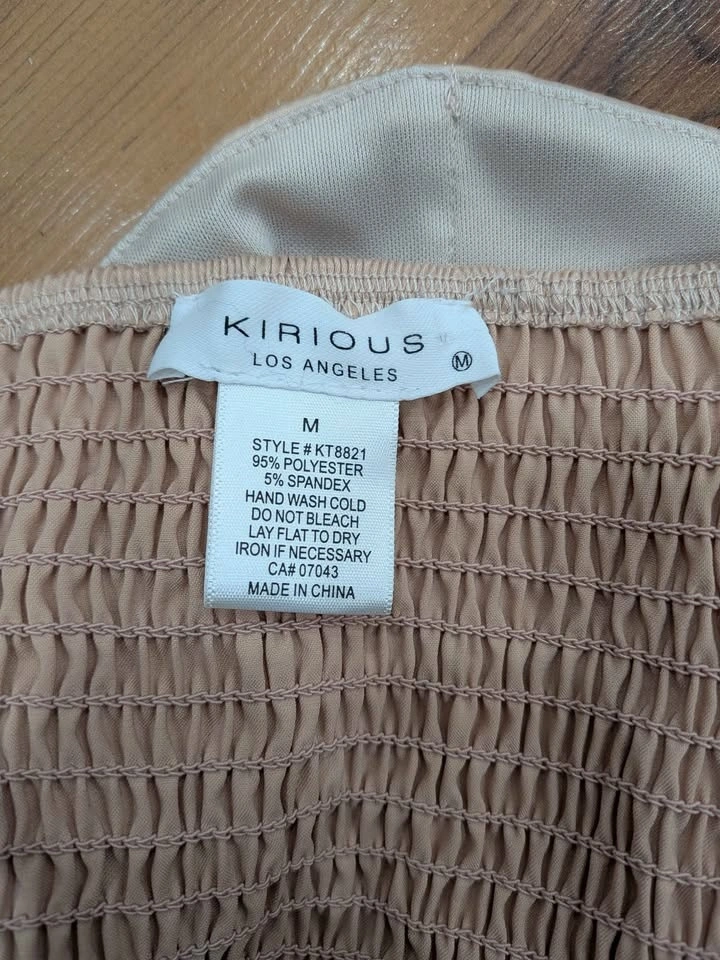 KIRIOUS
LOS ANGELES
M
M
STYLE # KT8821
95% POLYESTER
5% SPANDEX
HAND WASH COLD
DO NOT BLEACH
LAY FLAT TO DRY
IRON IF NECESSARY
CA# 07043
MADE IN CHINA